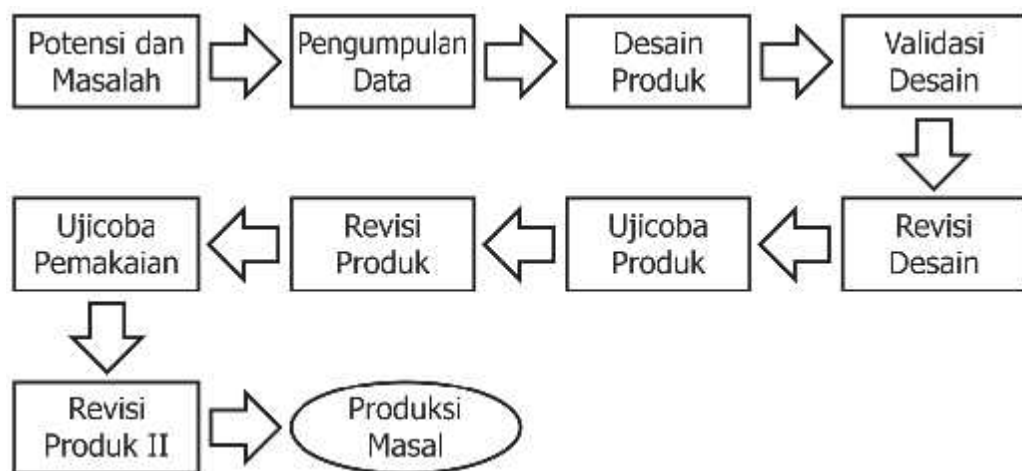 Potensi dan
Masalah
Pengumpulan
Data
Desain
Produk
Validasi
Desain
Revisi
Desain
Ujicoba
Produk
Revisi
Produk
Ujicoba
Pemakaian
Revisi
Produk II
Produksi
Masal